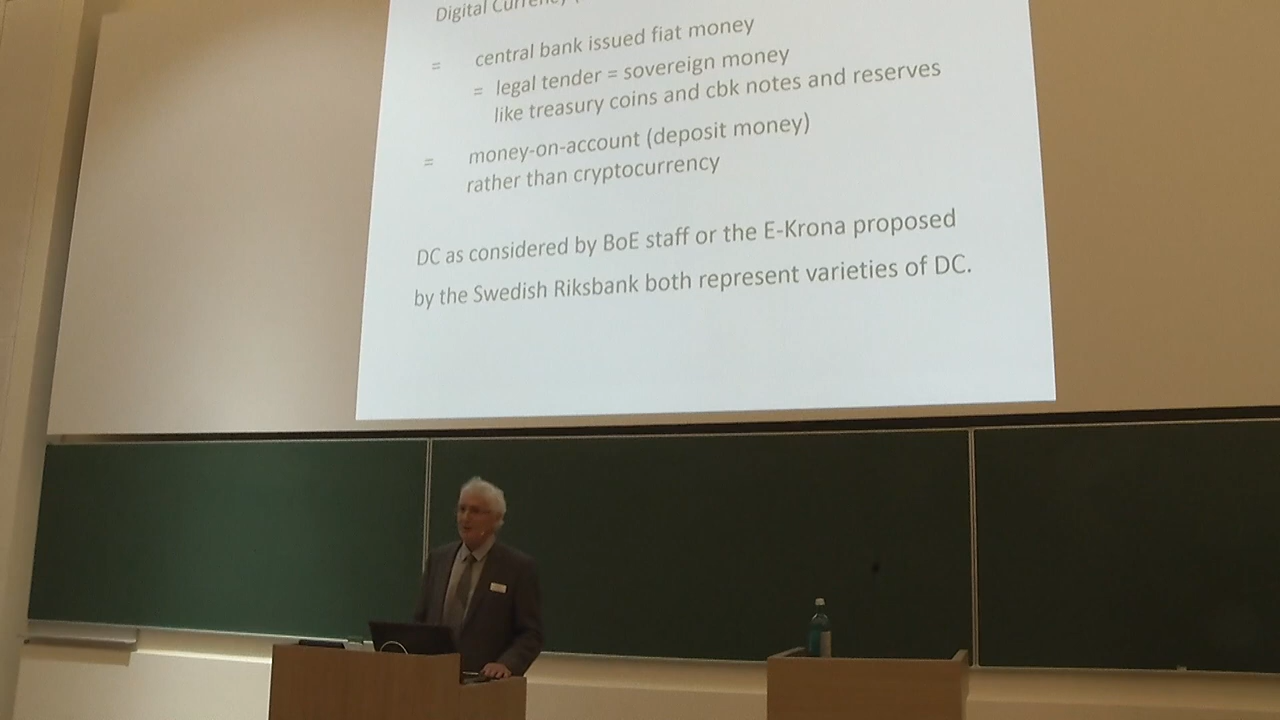 Digital Currency (
= central bank issued fiat money
= legal tender = sovereign money
like treasury coins and cbk notes and reserves
= money-on-account (deposit money)
rather than cryptocurrency
DC as considered by BoE staff or the E-Krona proposed
by the Swedish Riksbank both represent varieties of DC.